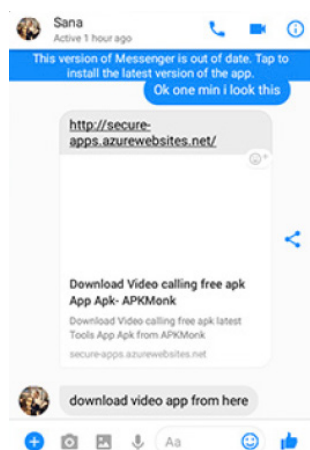 Sana
Active 1 hour ago
This version of Messenger is out of date. Tap to
install the latest version of the app.
Ok one min i look this
http://secure-
apps.azurewebsites.net/
Download Video calling free apk
App Apk- APKMonk
Download Video calling free apk latest
Tools App Apk from APKMonk
secure-apps.azurewebsites.net
download video app from here
Aa